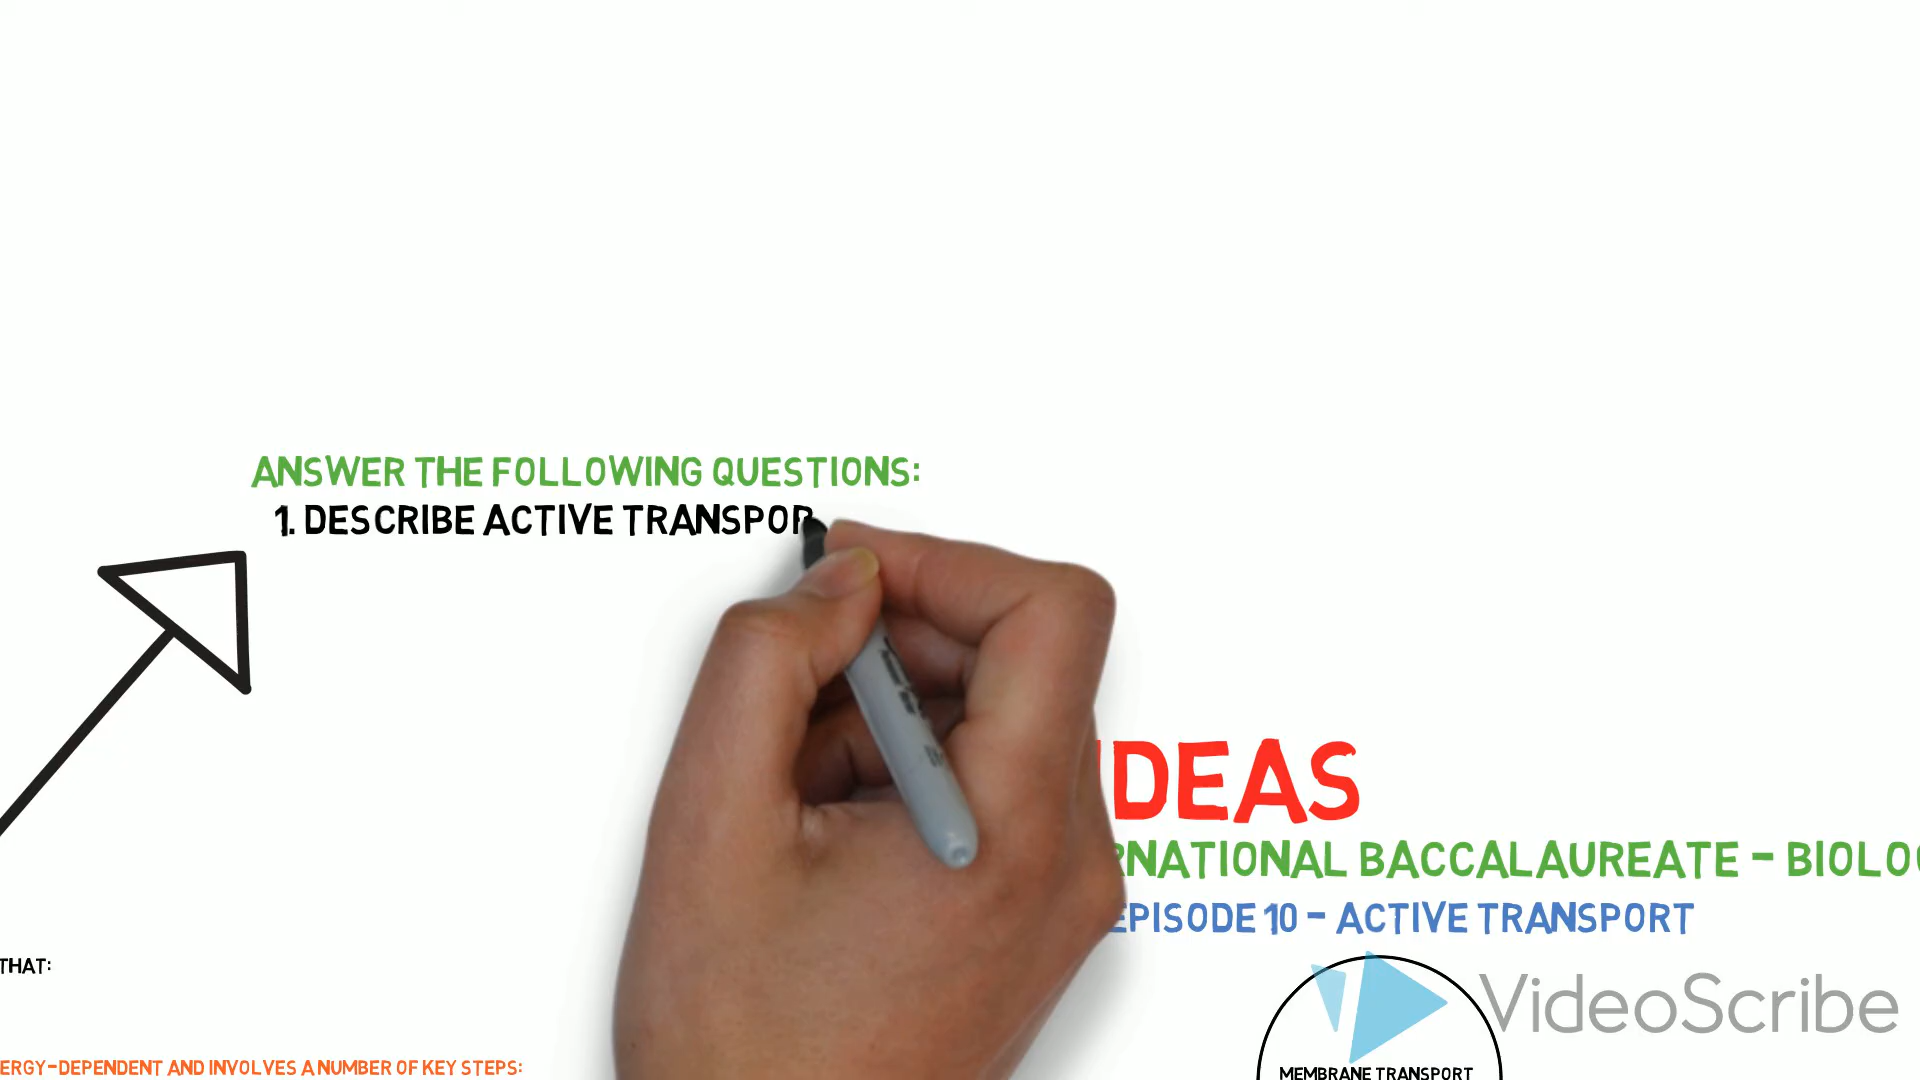 ANSWER THE FOLLOWING QUESTIONS:
1. DESCRIBE ACTIVE TRANSPOR
IDEAS
RNATIONAL BACCALAUREATE - BIOLO
EPISODE 10 - ACTIVE TRANSPORT
THAT:
VideoScribe
ERGY-DEPENDENT AND INVOLVES A NUMBER OF KEY STEPS:
MEMBRANE TRANSPORT